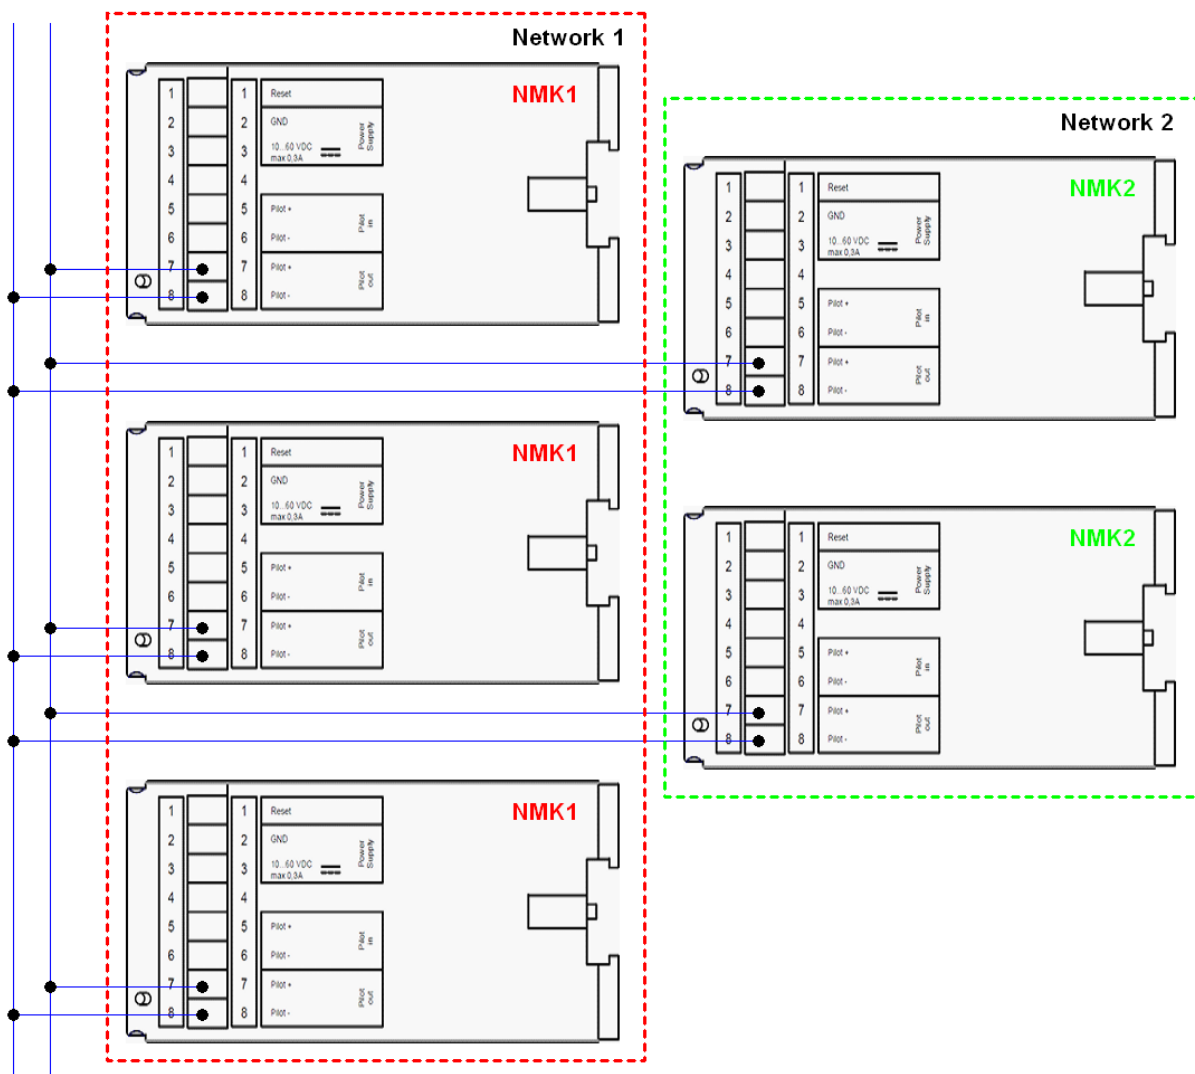 Network 1
NMK1
1 1 Reset
2 2 GND
3 3 10...60 VDC
max 0,3A
Power
Supply
4 4
5 5 Pilot +
6 6 Pilot -
Pilot
in
7 7 Pilot +
8 8 Pilot -
Pilot
out
Network 2
NMK2
1 1 Reset
2 2 GND
3 3 10...60 VDC
max 0,3A
Power
Supply
4 4
5 5 Pilot +
6 6 Pilot -
Pilot
in
7 7 Pilot +
8 8 Pilot -
Pilot
out
NMK1
1 1 Reset
2 2 GND
3 3 10...60 VDC
max 0,3A
Power
Supply
4 4
5 5 Pilot +
6 6 Pilot -
Pilot
in
7 7 Pilot +
8 8 Pilot -
Pilot
out
NMK2
1 1 Reset
2 2 GND
3 3 10...60 VDC
max 0,3A
Power
Supply
4 4
5 5 Pilot +
6 6 Pilot -
Pilot
in
7 7 Pilot +
8 8 Pilot -
Pilot
out
NMK1
1 1 Reset
2 2 GND
3 3 10...60 VDC
max 0,3A
Power
Supply
4 4
5 5 Pilot +
6 6 Pilot -
Pilot
in
7 7 Pilot +
8 8 Pilot -
Pilot
out